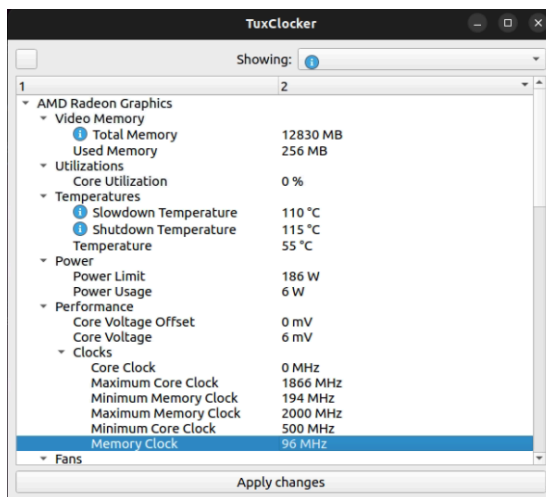 TuxClocker
Showing:
1 2
AMD Radeon Graphics
Video Memory
Total Memory 12830 MB
Used Memory 256 MB
Utilizations
Core Utilization 0 %
Temperatures
Slowdown Temperature 110 °C
Shutdown Temperature 115 °C
Temperature 55 °C
Power
Power Limit 186 W
Power Usage 6 W
Performance
Core Voltage Offset 0 mV
Core Voltage 6 mV
Clocks
Core Clock 0 MHz
Maximum Core Clock 1866 MHz
Minimum Memory Clock 194 MHz
Maximum Memory Clock 2000 MHz
Minimum Core Clock 500 MHz
Memory Clock 96 MHz
Fans
Apply changes